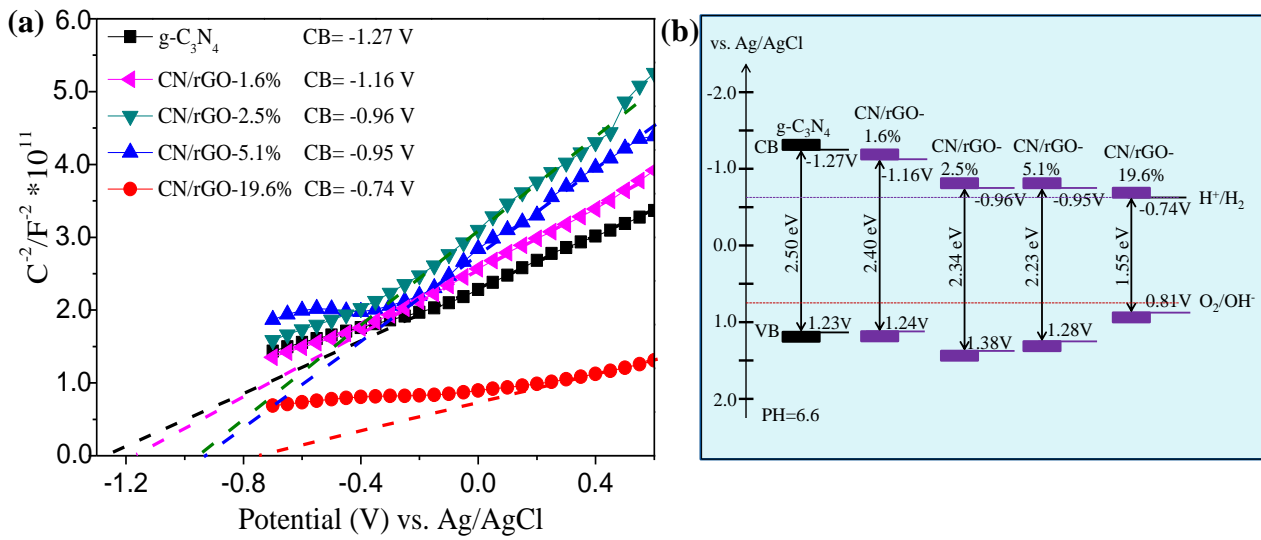 (a)
6.0
5.0
4.0
3.0
2.0
1.0
0.0
C⁻²/F⁻² *10¹¹
g-C₃N₄ CB= -1.27 V
CN/rGO-1.6% CB= -1.16 V
CN/rGO-2.5% CB= -0.96 V
CN/rGO-5.1% CB= -0.95 V
CN/rGO-19.6% CB= -0.74 V
-1.2 -0.8 -0.4 0.0 0.4
Potential (V) vs. Ag/AgCl
(b)
vs. Ag/AgCl
-2.0
-1.0
0.0
1.0
2.0
CB
VB
g-C₃N₄
-1.27V
2.50 eV
1.23V
CN/rGO-
1.6%
-1.16V
2.40 eV
1.24V
CN/rGO-
2.5%
-0.96V
2.34 eV
1.38V
CN/rGO-
5.1%
-0.95V
2.23 eV
1.28V
CN/rGO-
19.6%
-0.74V
1.55 eV
0.81V
H⁺/H₂
O₂/OH⁻
PH=6.6